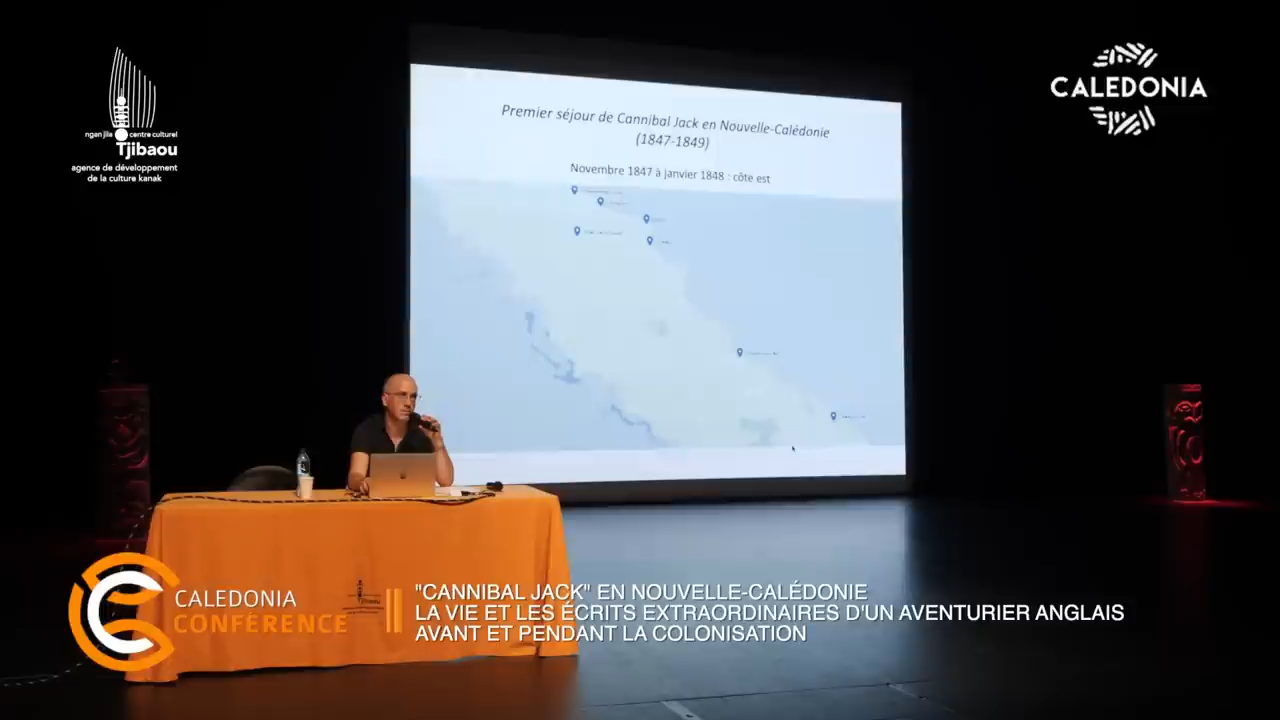 ngan jila centre culturel
Tjibaou
agence de développement
de la culture kanak
CALEDONIA
Premier séjour de Cannibal Jack en Nouvelle-Calédonie
(1847-1849)
Novembre 1847 à janvier 1848 : côte est
CALEDONIA
CONFÉRENCE
Tjibaou
"CANNIBAL JACK" EN NOUVELLE-CALÉDONIE
LA VIE ET LES ÉCRITS EXTRAORDINAIRES D'UN AVENTURIER ANGLAIS
AVANT ET PENDANT LA COLONISATION